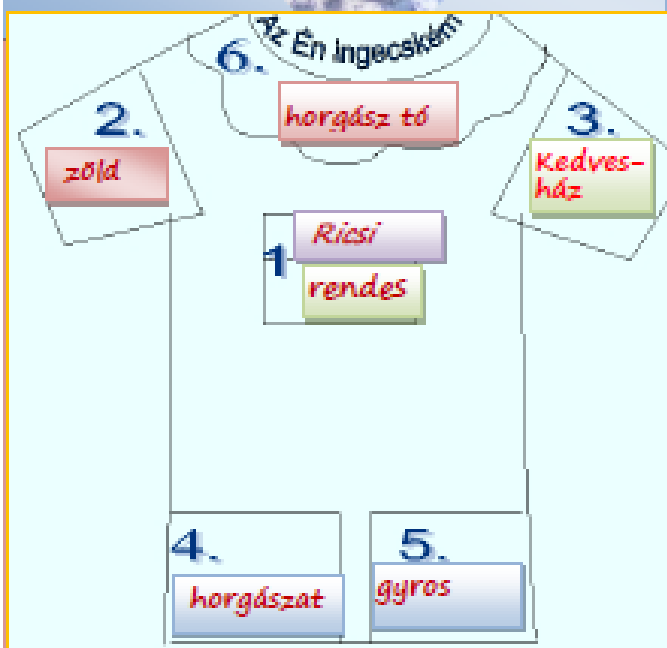 Az Én Ingecském
6.
horgász tó
2.
zöld
3.
Kedves-
ház
1
Ricsi
rendes
4.
horgászat
5.
gyros